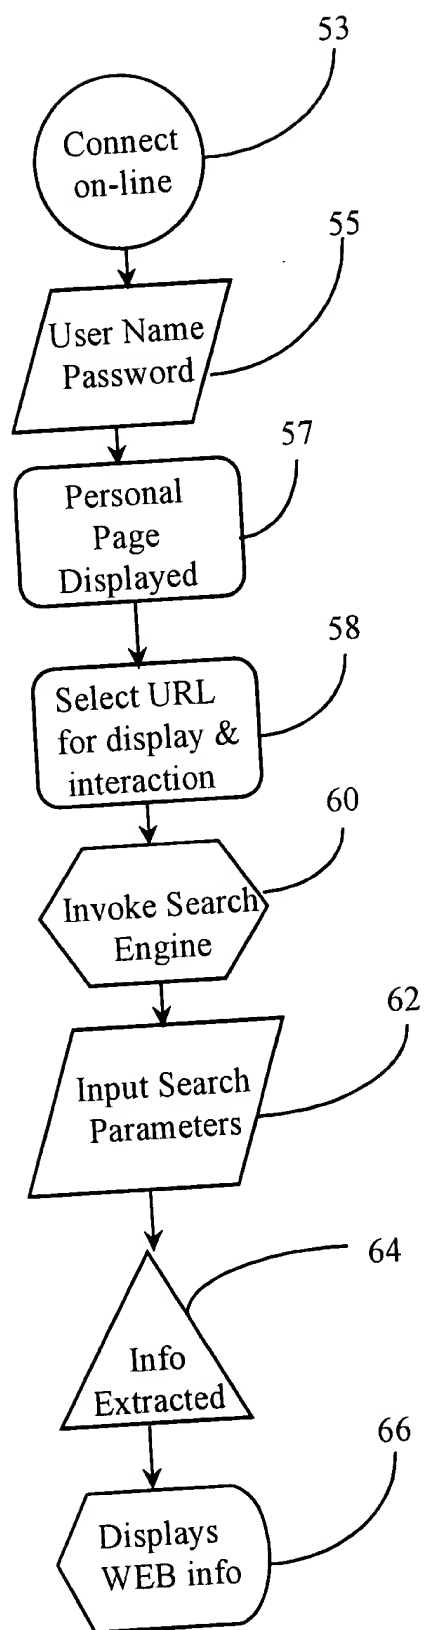 53
Connect
on-line
55
User Name
Password
57
Personal
Page
Displayed
58
Select URL
for display &
interaction
60
Invoke Search
Engine
62
Input Search
Parameters
64
Info
Extracted
66
Displays
WEB info